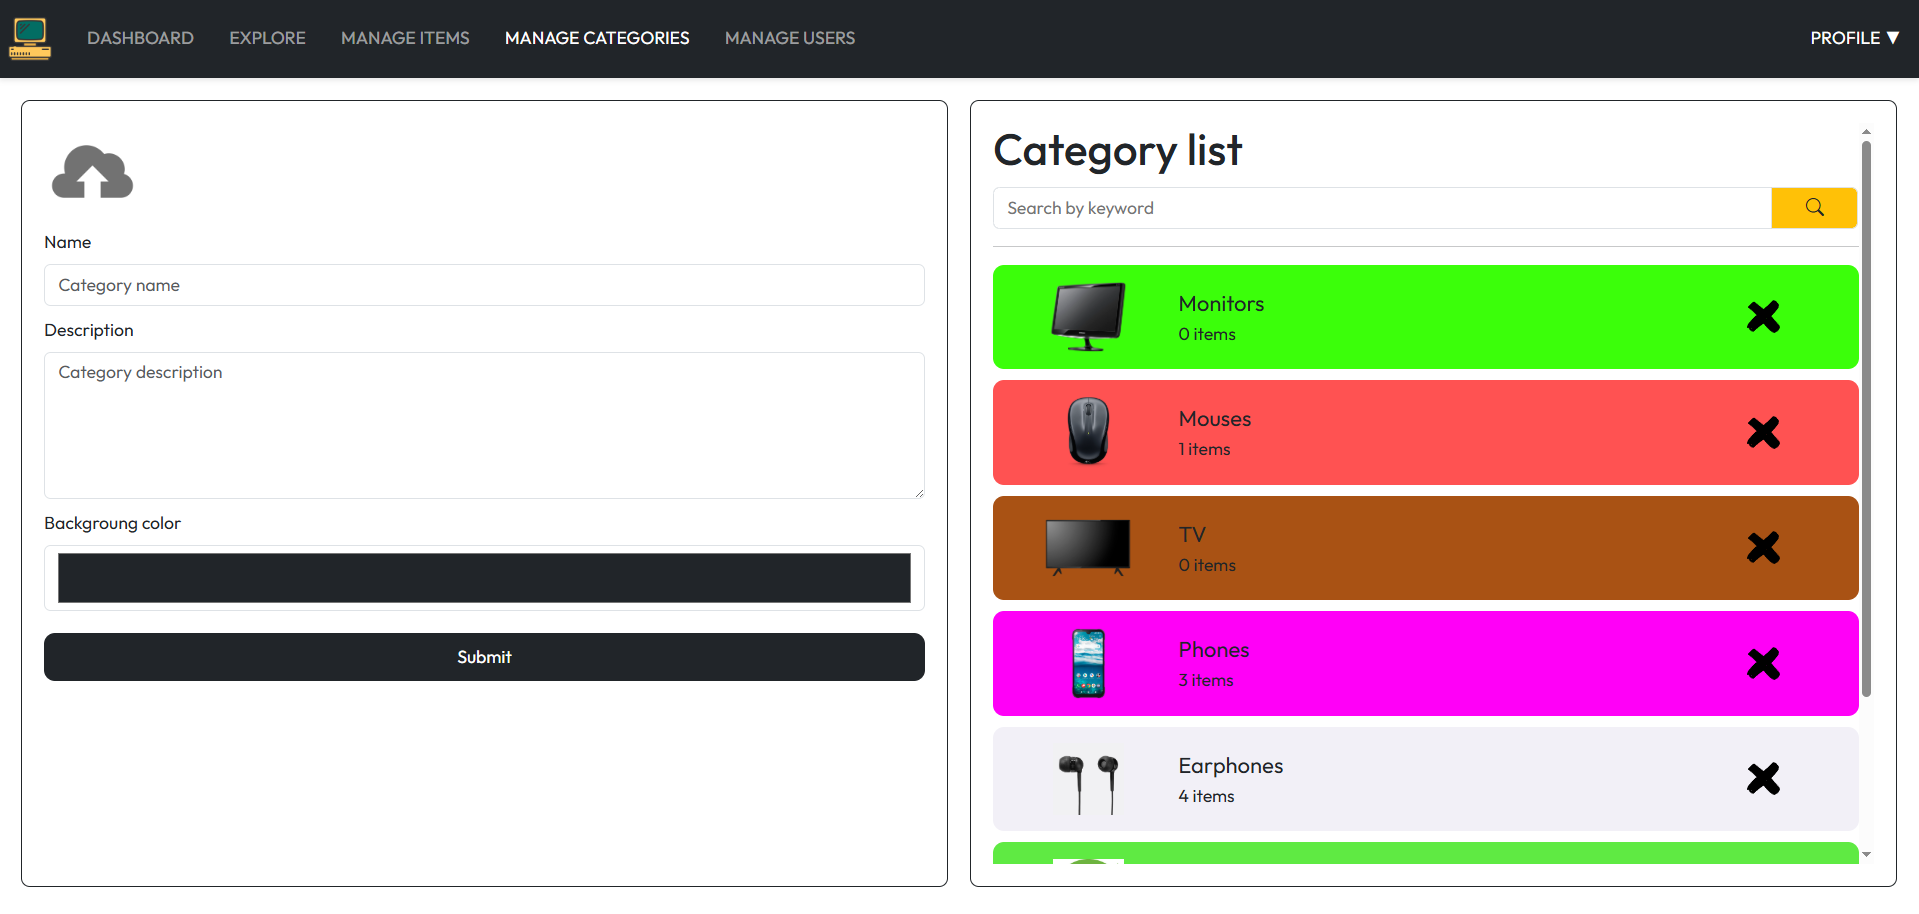 DASHBOARD EXPLORE MANAGE ITEMS MANAGE CATEGORIES MANAGE USERS PROFILE ▼
Name
Category name
Description
Category description
Backgroung color
Submit
Category list
Search by keyword
Monitors
0 items
Mouses
1 items
TV
0 items
Phones
3 items
Earphones
4 items